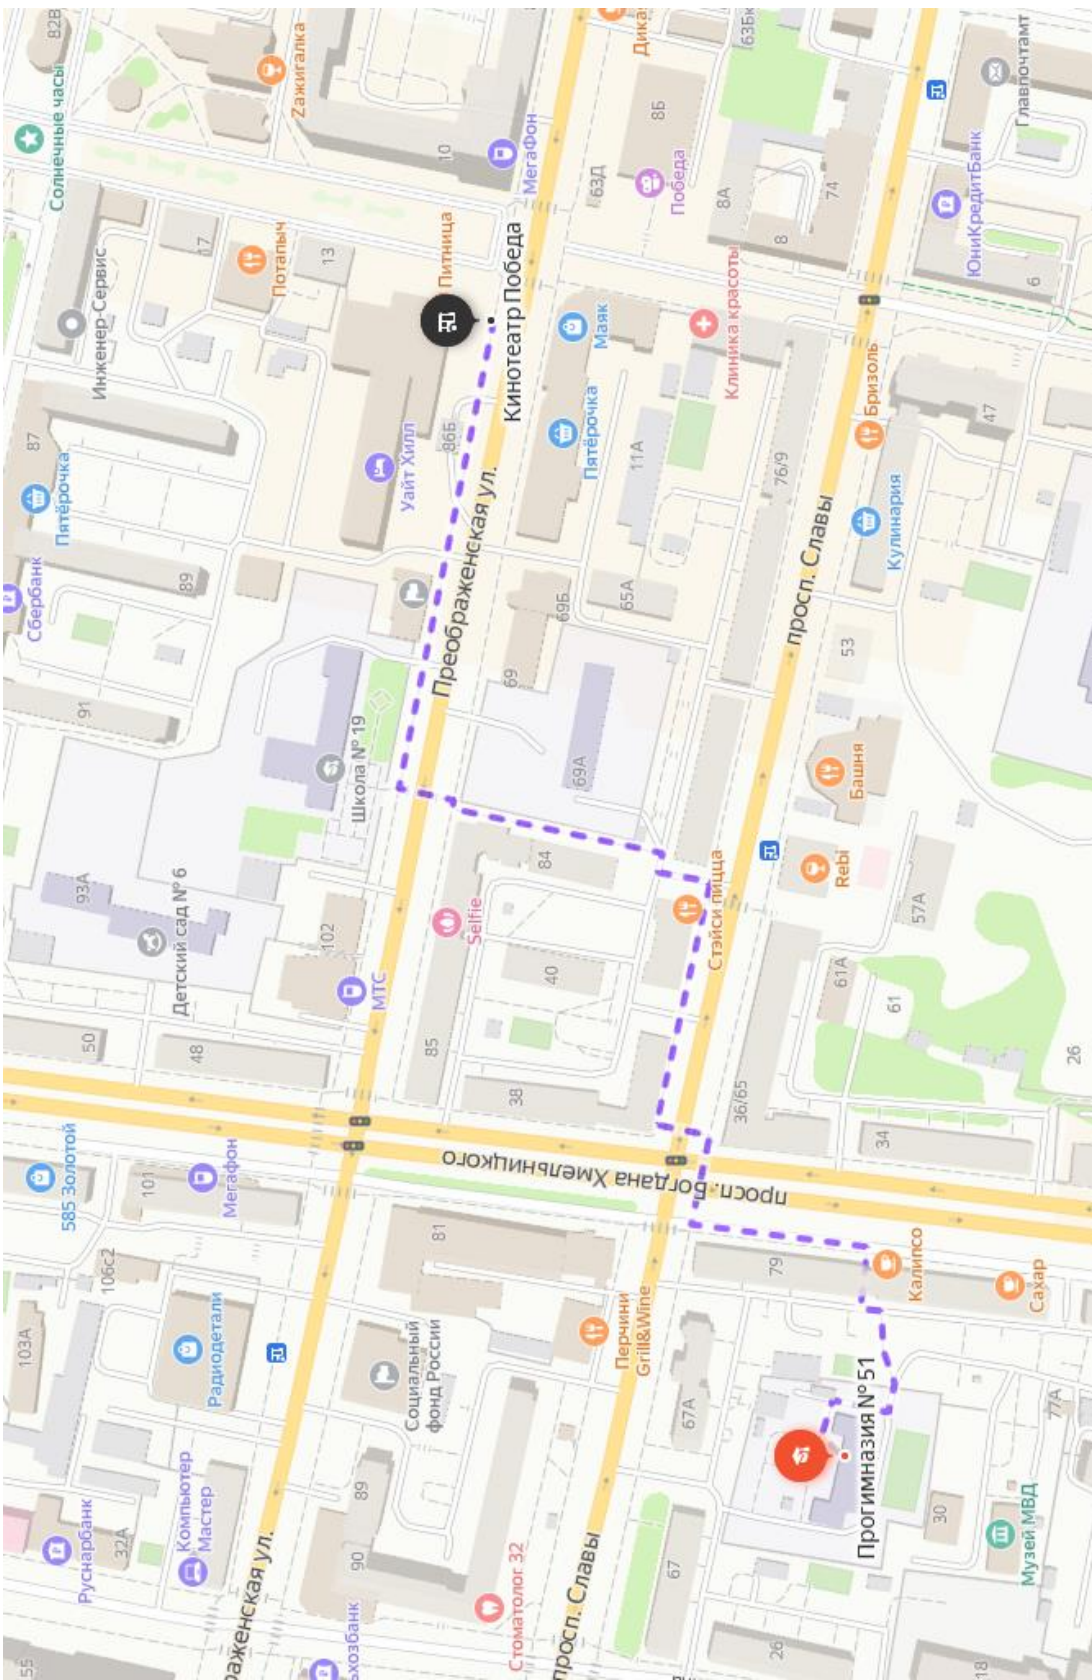 82В
Солнечные часы
Zажигалка
Дикая
63Бк
Главпочтамт
10
МегаФон
8Б
63Д
Победа
8А
74
8
ЮниКредитБанк
6
Инженер-Сервис
17
Потапыч
13
Питница
Кинотеатр Победа
Маяк
Клиника красоты
87
Пятёрочка
Сбербанк
89
Уайт Хилл
86Б
Преображенская ул.
Пятёрочка
11А
76/9
Бризоль
47
Кулинария
просп. Славы
69Б
65А
53
91
69
Школа № 19
69А
Башня
93А
Детский сад № 6
102
МТС
84
Selfie
40
Стэйси пицца
Rebi
57А
61А
61
50
48
85
38
36/65
34
26
просп. Богдана Хмельницкого
585 Золотой
101
Мегафон
81
79
Калипсо
Сахар
106с2
103А
Радиодетали
Социальный
фонд России
Перчини
Grill&Wine
67А
Прогимназия № 51
77А
Руснарбанк
32А
Компьютер
Мастер
89
90
Стоматолог 32
просп. Славы
67
30
Музей МВД
26
18
55